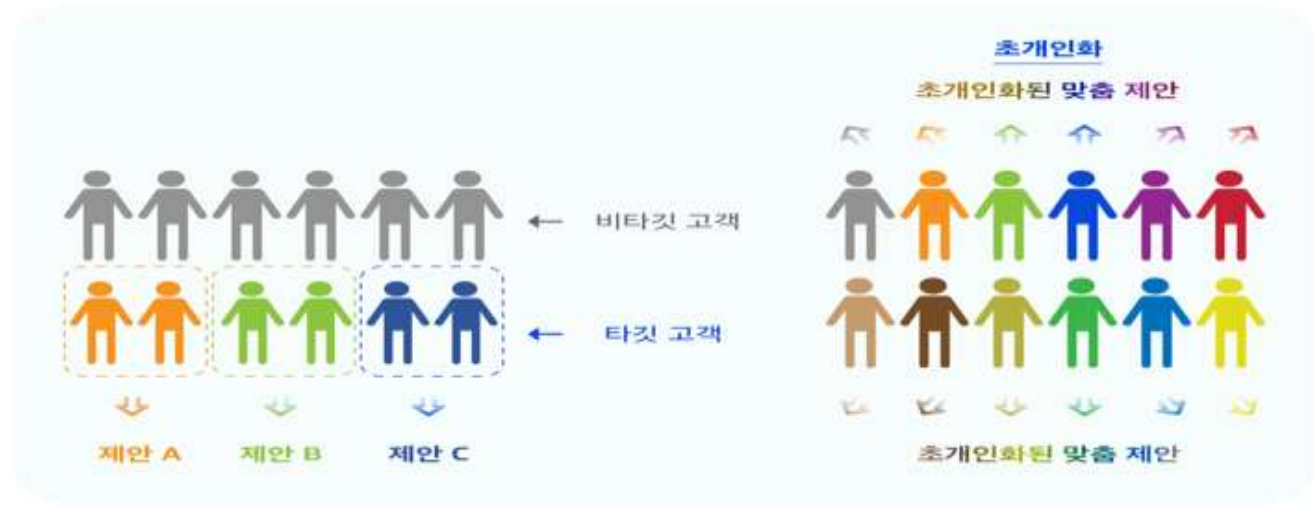 초개인화
초개인화된 맞춤 제안
← 비타깃 고객
← 타깃 고객
제안 A
제안 B
제안 C
초개인화된 맞춤 제안